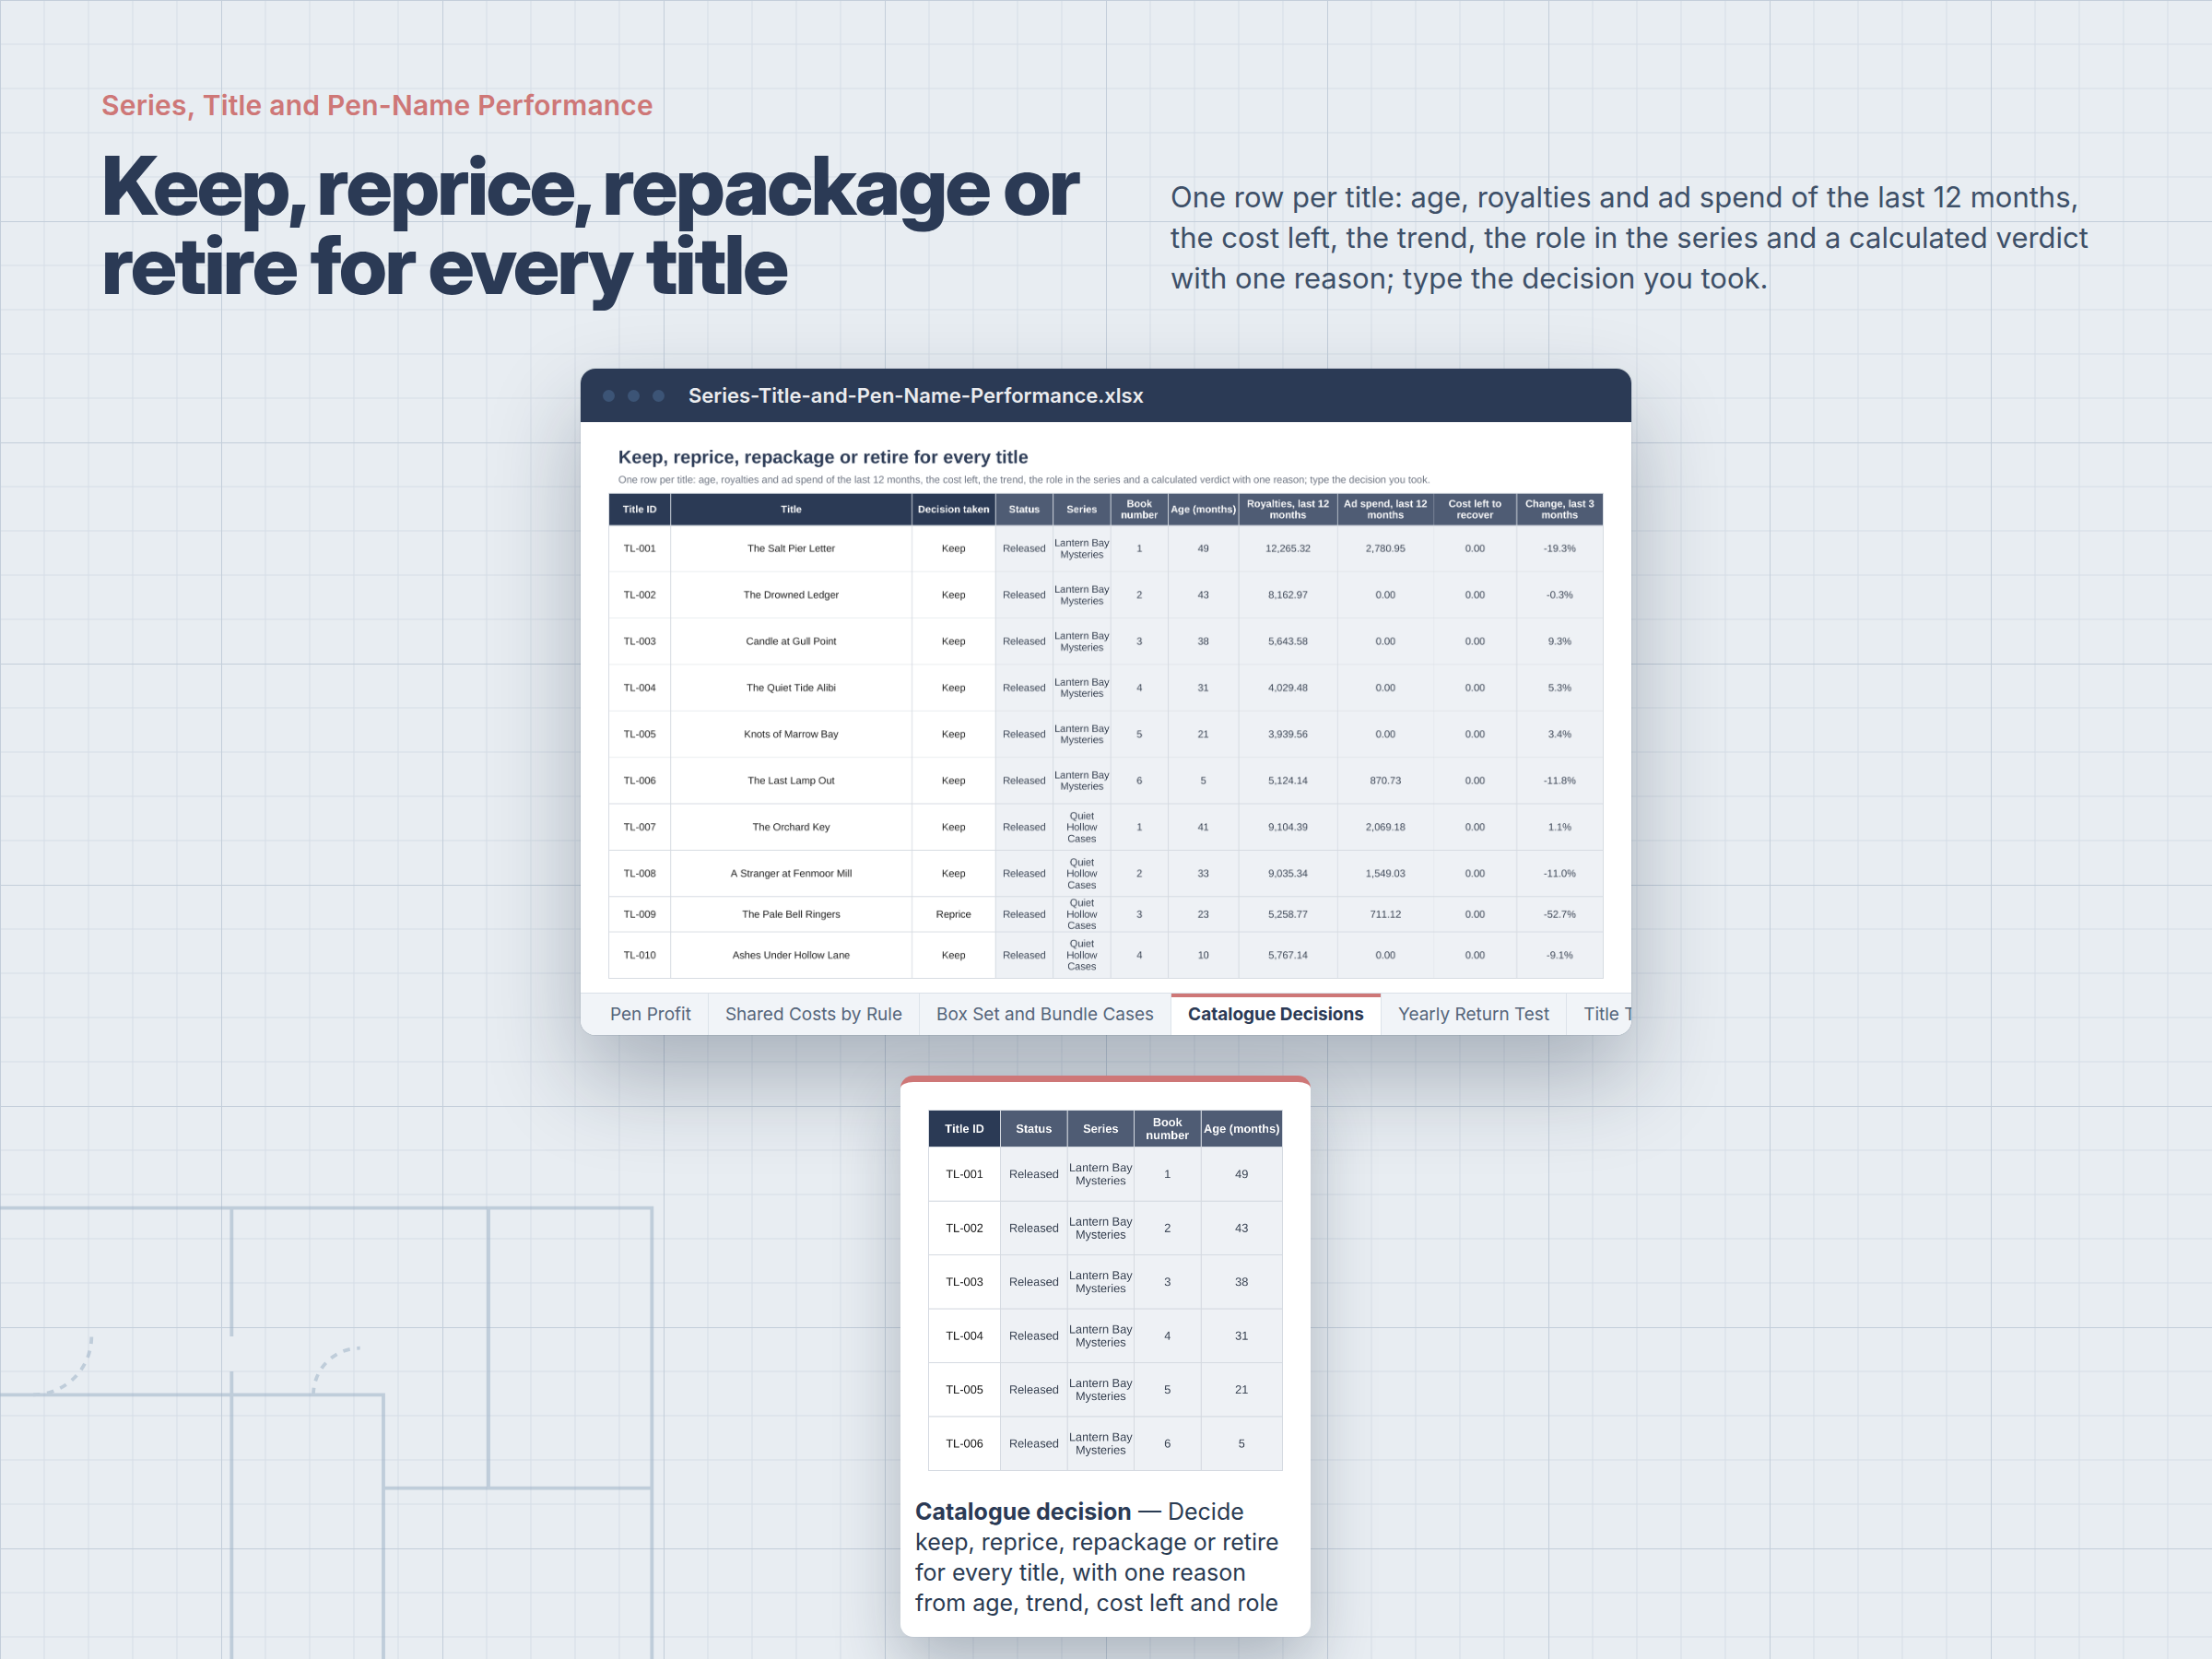 Series, Title and Pen-Name Performance
Keep, reprice, repackage or
retire for every title
One row per title: age, royalties and ad spend of the last 12 months,
the cost left, the trend, the role in the series and a calculated verdict
with one reason; type the decision you took.
Series-Title-and-Pen-Name-Performance.xlsx
Keep, reprice, repackage or retire for every title
One row per title: age, royalties and ad spend of the last 12 months, the cost left, the trend, the role in the series and a calculated verdict with one reason; type the decision you took.
Title ID Title Decision taken Status Series Book number Age (months) Royalties, last 12 months Ad spend, last 12 months Cost left to recover Change, last 3 months
TL-001 The Salt Pier Letter Keep Released Lantern Bay Mysteries 1 49 12,265.32 2,780.95 0.00 -19.3%
TL-002 The Drowned Ledger Keep Released Lantern Bay Mysteries 2 43 8,162.97 0.00 0.00 -0.3%
TL-003 Candle at Gull Point Keep Released Lantern Bay Mysteries 3 38 5,643.58 0.00 0.00 9.3%
TL-004 The Quiet Tide Alibi Keep Released Lantern Bay Mysteries 4 31 4,029.48 0.00 0.00 5.3%
TL-005 Knots of Marrow Bay Keep Released Lantern Bay Mysteries 5 21 3,939.56 0.00 0.00 3.4%
TL-006 The Last Lamp Out Keep Released Lantern Bay Mysteries 6 5 5,124.14 870.73 0.00 -11.8%
TL-007 The Orchard Key Keep Released Quiet Hollow Cases 1 41 9,104.39 2,069.18 0.00 1.1%
TL-008 A Stranger at Fenmoor Mill Keep Released Quiet Hollow Cases 2 33 9,035.34 1,549.03 0.00 -11.0%
TL-009 The Pale Bell Ringers Reprice Released Quiet Hollow Cases 3 23 5,258.77 711.12 0.00 -52.7%
TL-010 Ashes Under Hollow Lane Keep Released Quiet Hollow Cases 4 10 5,767.14 0.00 0.00 -9.1%
Pen Profit Shared Costs by Rule Box Set and Bundle Cases Catalogue Decisions Yearly Return Test Title
Title ID Status Series Book number Age (months)
TL-001 Released Lantern Bay Mysteries 1 49
TL-002 Released Lantern Bay Mysteries 2 43
TL-003 Released Lantern Bay Mysteries 3 38
TL-004 Released Lantern Bay Mysteries 4 31
TL-005 Released Lantern Bay Mysteries 5 21
TL-006 Released Lantern Bay Mysteries 6 5
Catalogue decision — Decide
keep, reprice, repackage or retire
for every title, with one reason
from age, trend, cost left and role